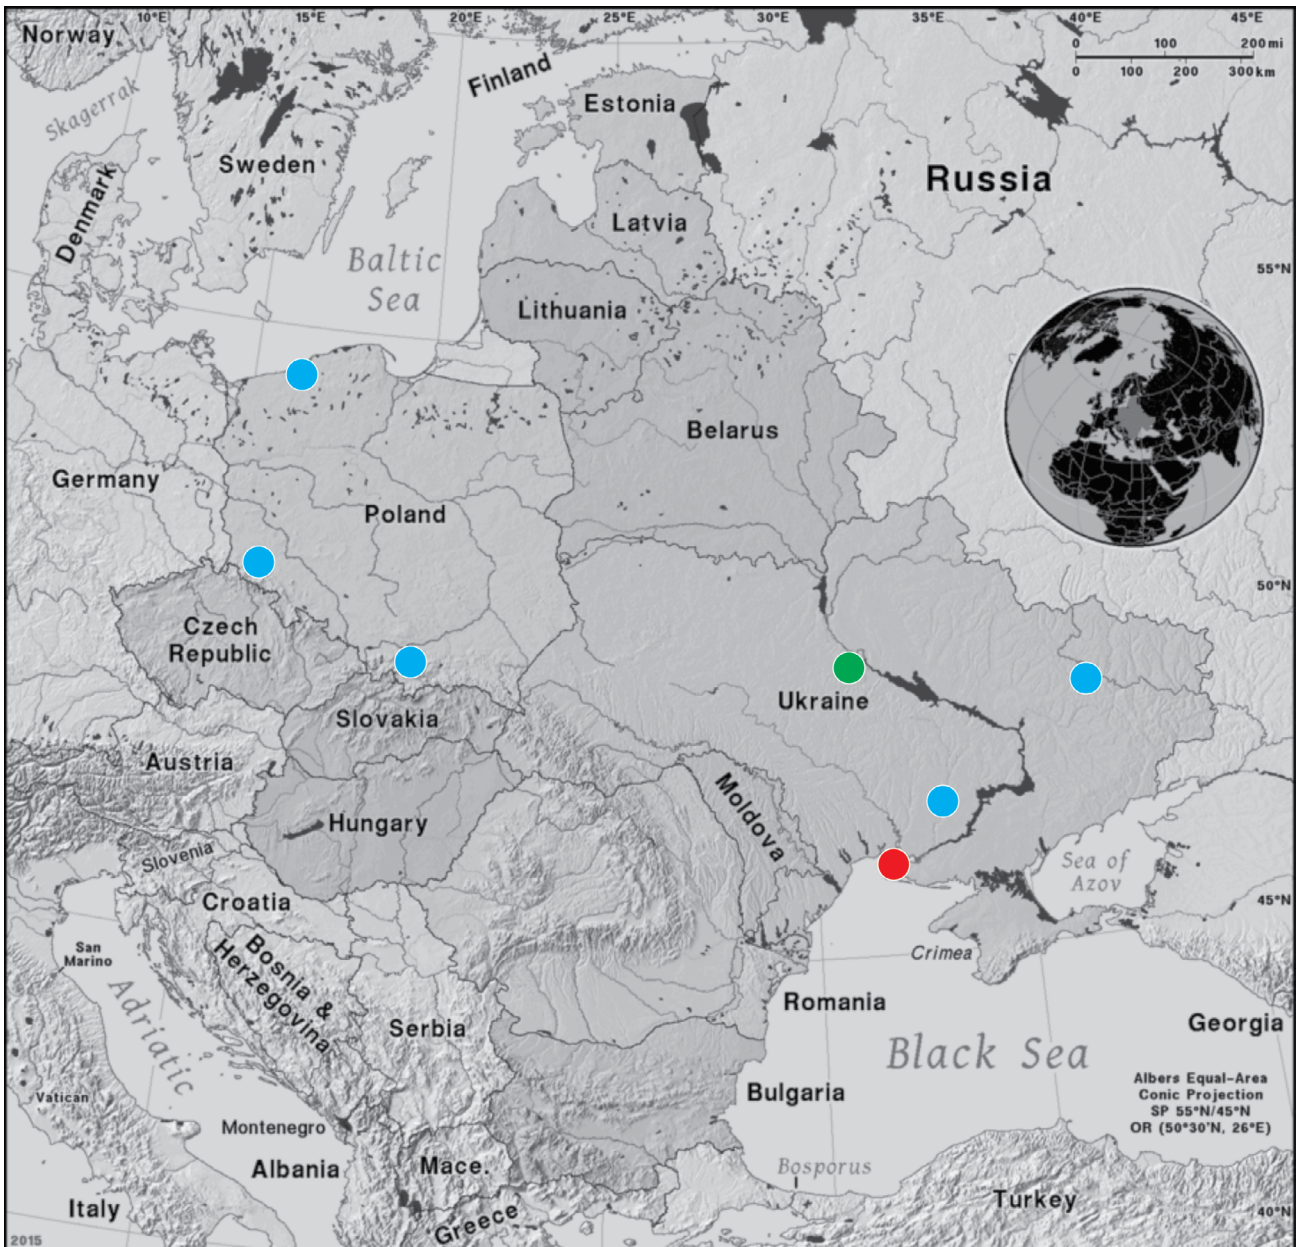 10°E
15°E
20°E
25°E
30°E
35°E
40°E
45°E
Norway
0 100 200 mi
0 100 200 300 km
Finland
Estonia
Skagerrak
Sweden
Russia
Denmark
Latvia
Baltic
Sea
55°N
Lithuania
Belarus
Germany
Poland
50°N
Czech
Republic
Ukraine
Slovakia
Austria
Moldova
Hungary
Slovenia
Sea of
Azov
Croatia
45°N
San
Marino
Bosnia &
Herzegovina
Crimea
Adriatic
Romania
Serbia
Georgia
Black Sea
Albers Equal-Area
Conic Projection
SP 55°N/45°N
OR (50°30'N, 26°E)
Bulgaria
Vatican
Montenegro
Albania
Mace.
Bosporus
Italy
Greece
Turkey
40°N
2015